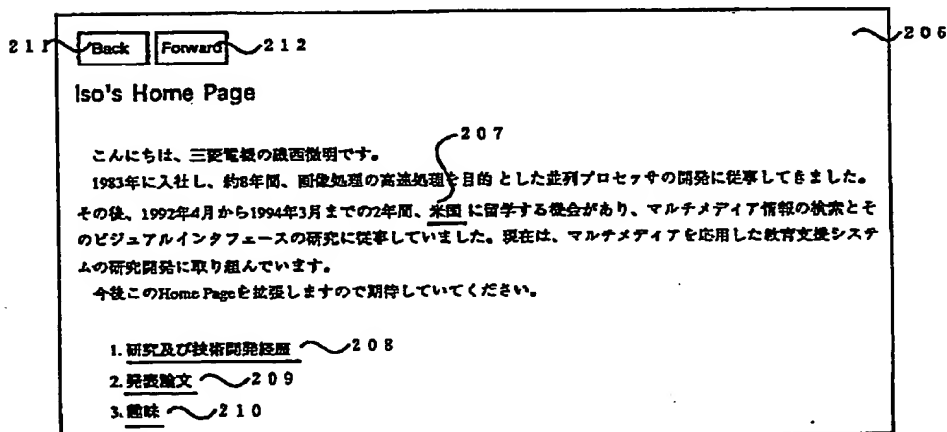 211 Back Forward 212 206
Iso's Home Page
207
こんにちは、三菱電機の磯西徹明です。
1983年に入社し、約8年間、画像処理の高速処理を目的 とした並列プロセッサの開発に従事してきました。
その後、1992年4月から1994年3月までの2年間、米国 に留学する機会があり、マルチメディア情報の検索とそ
のビジュアルインタフェースの研究に従事していました。現在は、マルチメディアを応用した教育支援システ
ムの研究開発に取り組んでいます。
今後このHome Pageを拡張しますので期待していてください。
1. 研究及び技術開発経歴 208
2. 発表論文 209
3. 趣味 210